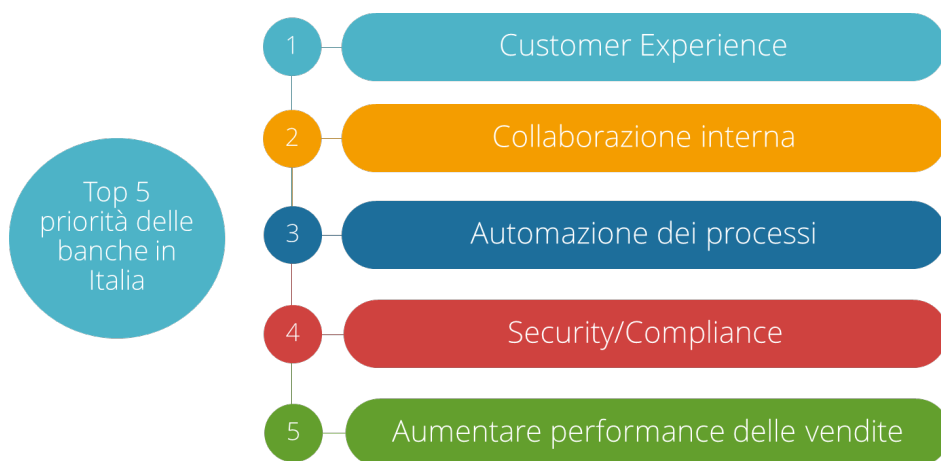 Top 5
priorità delle
banche in
Italia
1
Customer Experience
2
Collaborazione interna
3
Automazione dei processi
4
Security/Compliance
5
Aumentare performance delle vendite